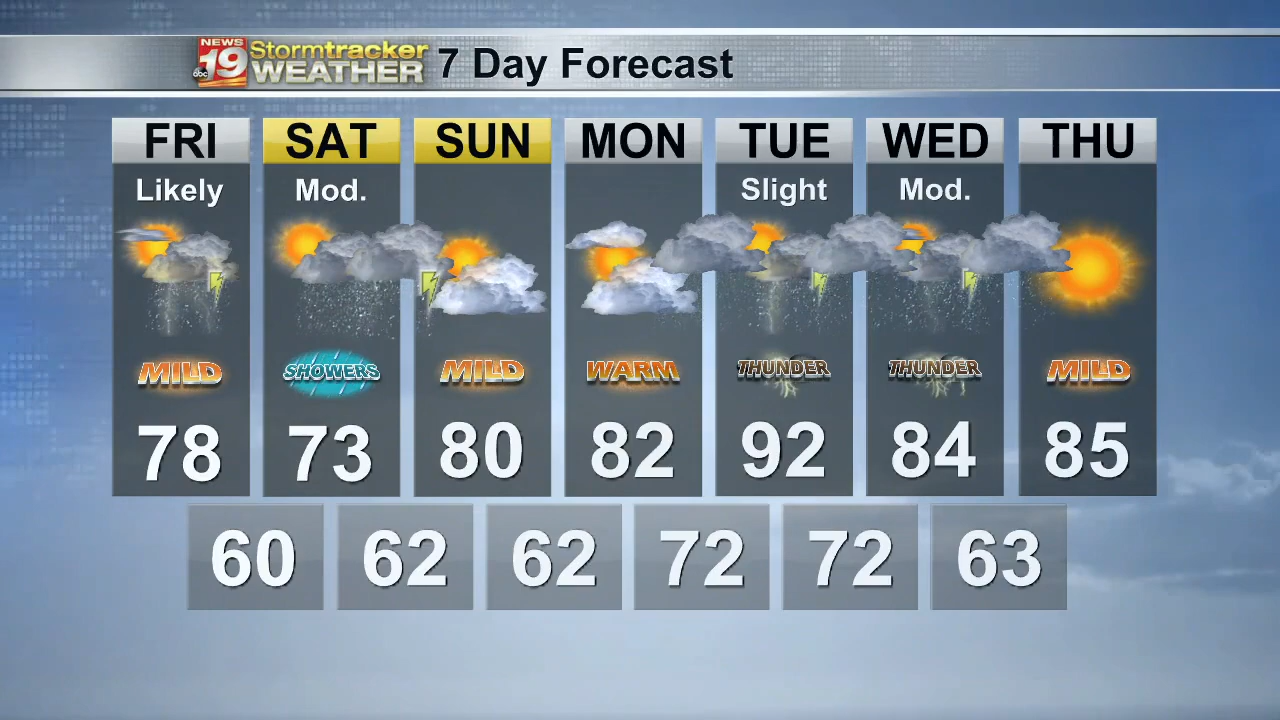 NEWS
abc 19
Stormtracker
WEATHER
7 Day Forecast
FRI SAT SUN MON TUE WED THU
Likely Mod. Slight Mod.
MILD SHOWERS MILD WARM THUNDER THUNDER MILD
78 73 80 82 92 84 85
60 62 62 72 72 63